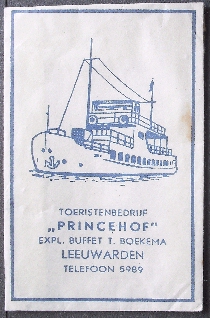 TOERISTENBEDRIJF
„PRINCEHOF"
EXPL. BUFFET T. BOEKEMA
LEEUWARDEN
TELEFOON 5989